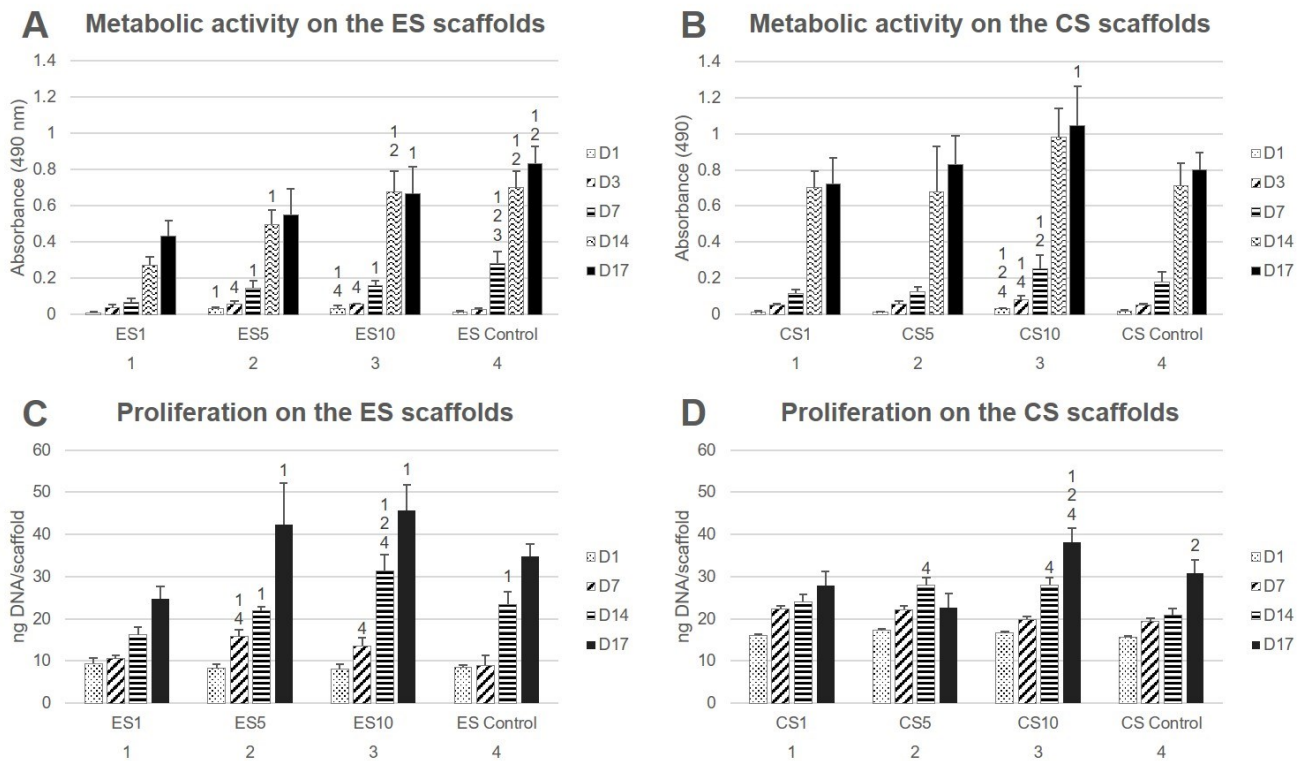 A Metabolic activity on the ES scaffolds
Absorbance (490 nm)
1.4
1.2
1
0.8
0.6
0.4
0.2
0
1
4
1
1
1
4
4
1
1
2
1
1
2
3
1
2
1
2
ES1 ES5 ES10 ES Control
1 2 3 4
D1
D3
D7
D14
D17
B Metabolic activity on the CS scaffolds
Absorbance (490)
1.4
1.2
1
0.8
0.6
0.4
0.2
0
1
2
4
1
4
1
2
1
CS1 CS5 CS10 CS Control
1 2 3 4
D1
D3
D7
D14
D17
C Proliferation on the ES scaffolds
ng DNA/scaffold
60
50
40
30
20
10
0
1
4
1
1
4
1
2
4
1
1
ES1 ES5 ES10 ES Control
1 2 3 4
D1
D7
D14
D17
D Proliferation on the CS scaffolds
ng DNA/scaffold
60
50
40
30
20
10
0
4
4
1
2
4
2
CS1 CS5 CS10 CS Control
1 2 3 4
D1
D7
D14
D17